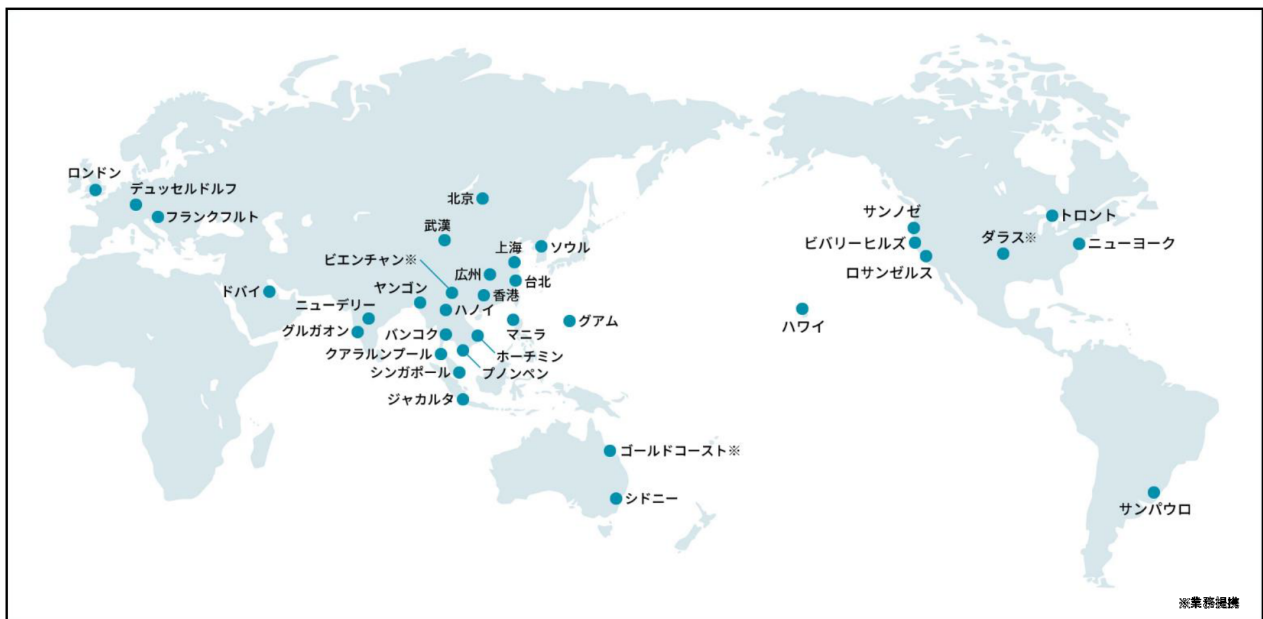 ロンドン
デュッセルドルフ
フランクフルト
北京
武漢
ソウル
上海
ビエンチャン※
広州
台北
ドバイ
ヤンゴン
香港
ニューデリー
ハノイ
グルガオン
バンコク
マニラ
グアム
クアラルンプール
ホーチミン
シンガポール
プノンペン
ジャカルタ
ゴールドコースト※
シドニー
サンノゼ
トロント
ビバリーヒルズ
ダラス※
ニューヨーク
ロサンゼルス
ハワイ
サンパウロ
※業務提携